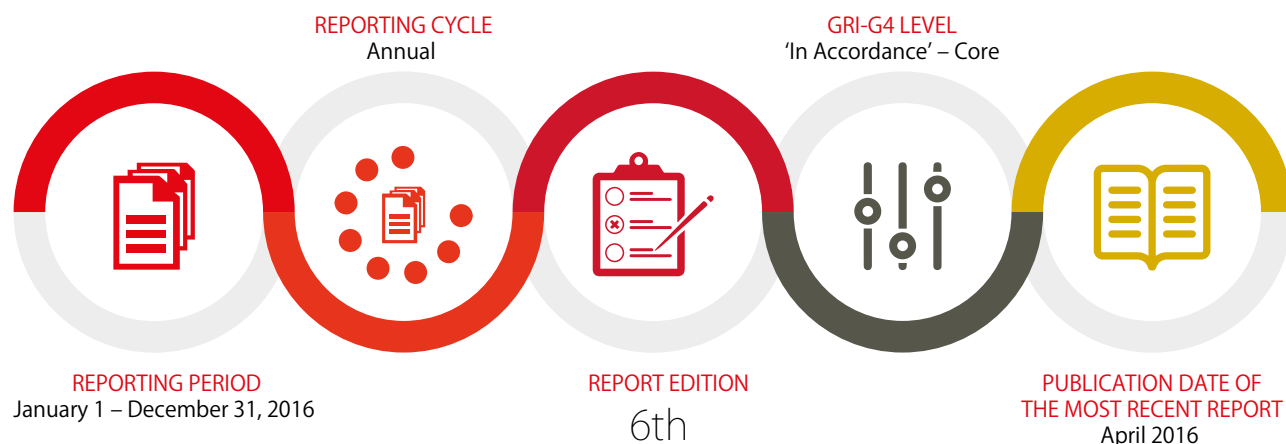 REPORTING CYCLE
Annual
GRI-G4 LEVEL
‘In Accordance’ – Core
REPORTING PERIOD
January 1 – December 31, 2016
REPORT EDITION
6th
PUBLICATION DATE OF
THE MOST RECENT REPORT
April 2016